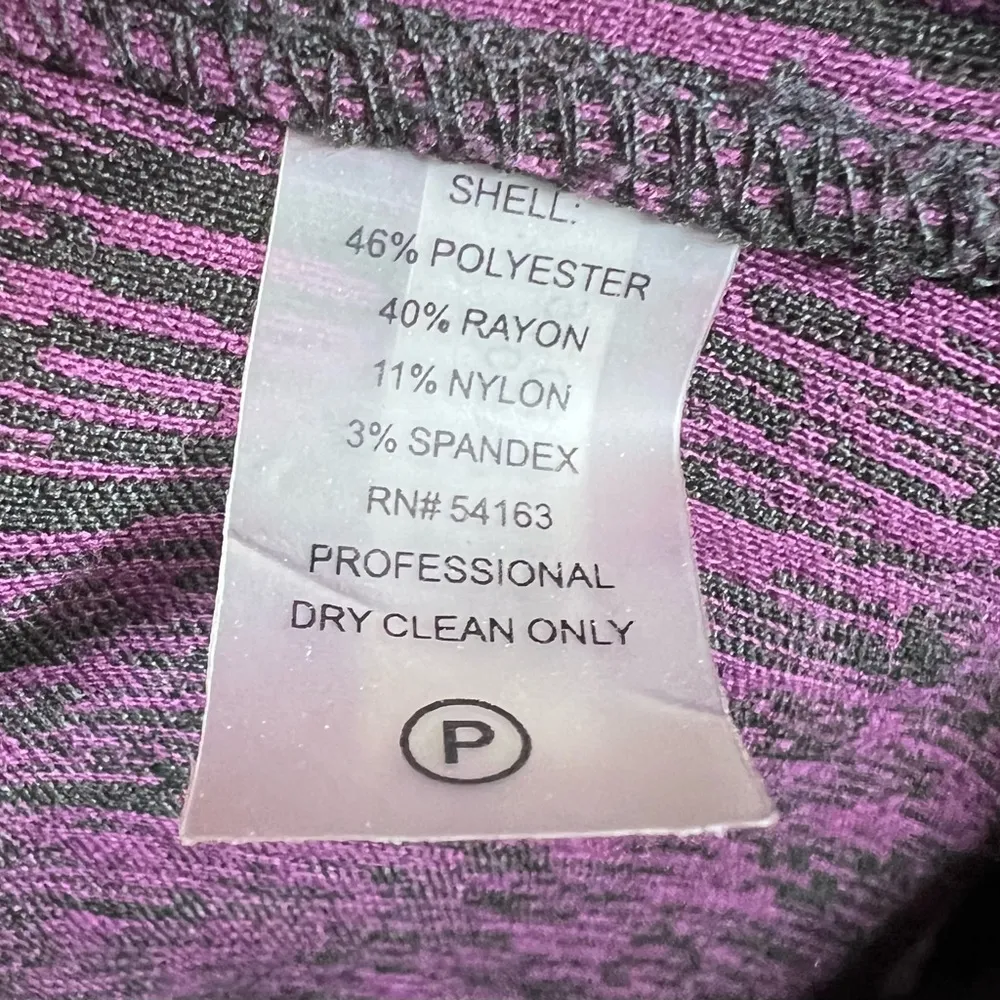 SHELL:
46% POLYESTER
40% RAYON
11% NYLON
3% SPANDEX
RN# 54163
PROFESSIONAL
DRY CLEAN ONLY
P